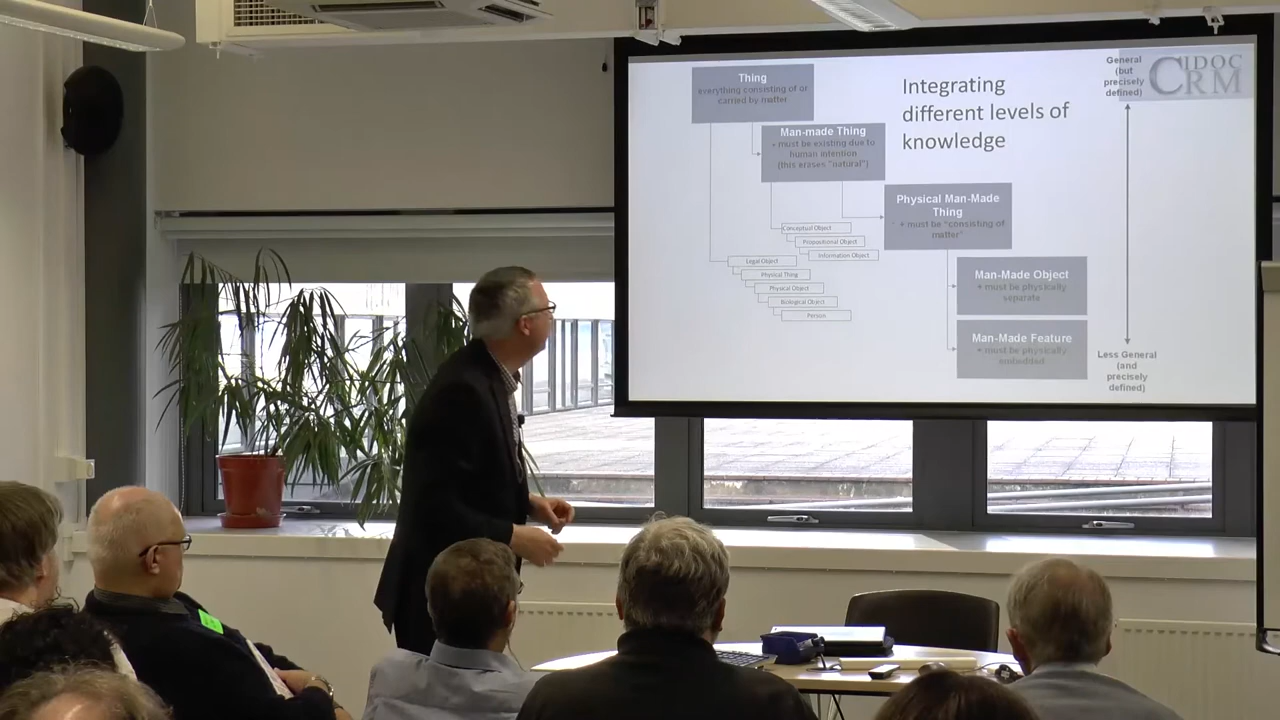 Thing
everything consisting of or
carried by matter
Man-made Thing
+ must be existing due to
human intention
(this erases "natural")
Integrating
different levels of
knowledge
General
(but
precisely
defined)
CIDOC
CRM
Physical Man-Made
Thing
+ must be "consisting of
matter"
Conceptual Object
Propositional Object
Information Object
Legal Object
Physical Thing
Physical Object
Biological Object
Person
Man-Made Object
+ must be physically
separate
Man-Made Feature
+ must be physically
embedded
Less General
(and
precisely
defined)